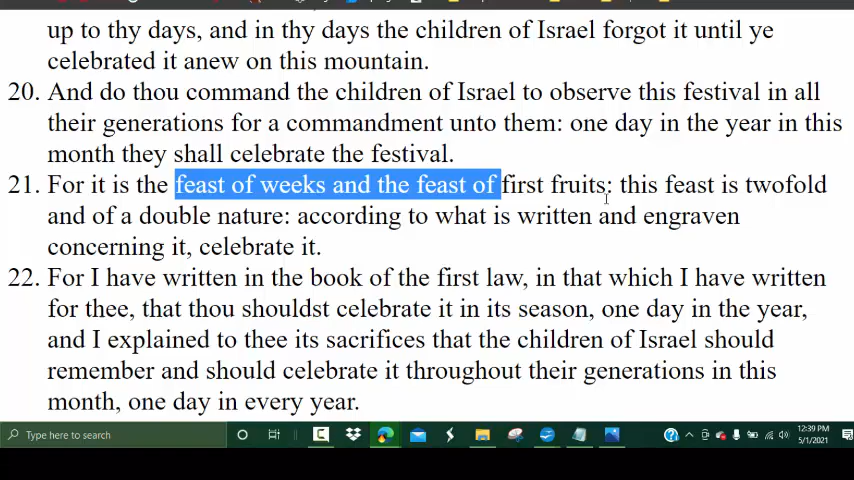 up to thy days, and in thy days the children of Israel forgot it until ye
celebrated it anew on this mountain.
20. And do thou command the children of Israel to observe this festival in all
their generations for a commandment unto them: one day in the year in this
month they shall celebrate the festival.
21. For it is the feast of weeks and the feast of first fruits: this feast is twofold
and of a double nature: according to what is written and engraven
concerning it, celebrate it.
22. For I have written in the book of the first law, in that which I have written
for thee, that thou shouldst celebrate it in its season, one day in the year,
and I explained to thee its sacrifices that the children of Israel should
remember and should celebrate it throughout their generations in this
month, one day in every year.
Type here to search
12:39 PM
5/1/2021